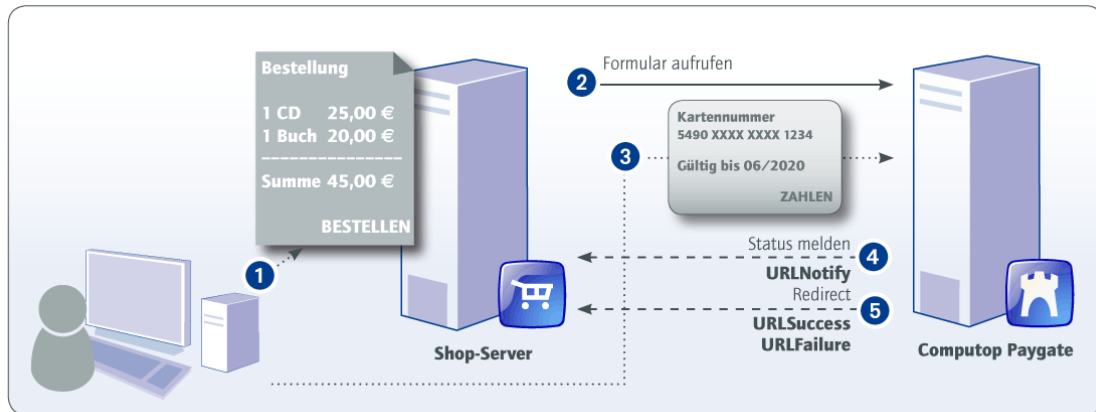 Bestellung
1 CD 25,00 €
1 Buch 20,00 €
----------------
Summe 45,00 €
BESTELLEN
1
Shop-Server
2
Formular aufrufen
3
Kartennummer
5490 XXXX XXXX 1234
Gültig bis 06/2020
ZAHLEN
Status melden
4
URLNotify
Redirect
5
URLSuccess
URLFailure
Computop Paygate